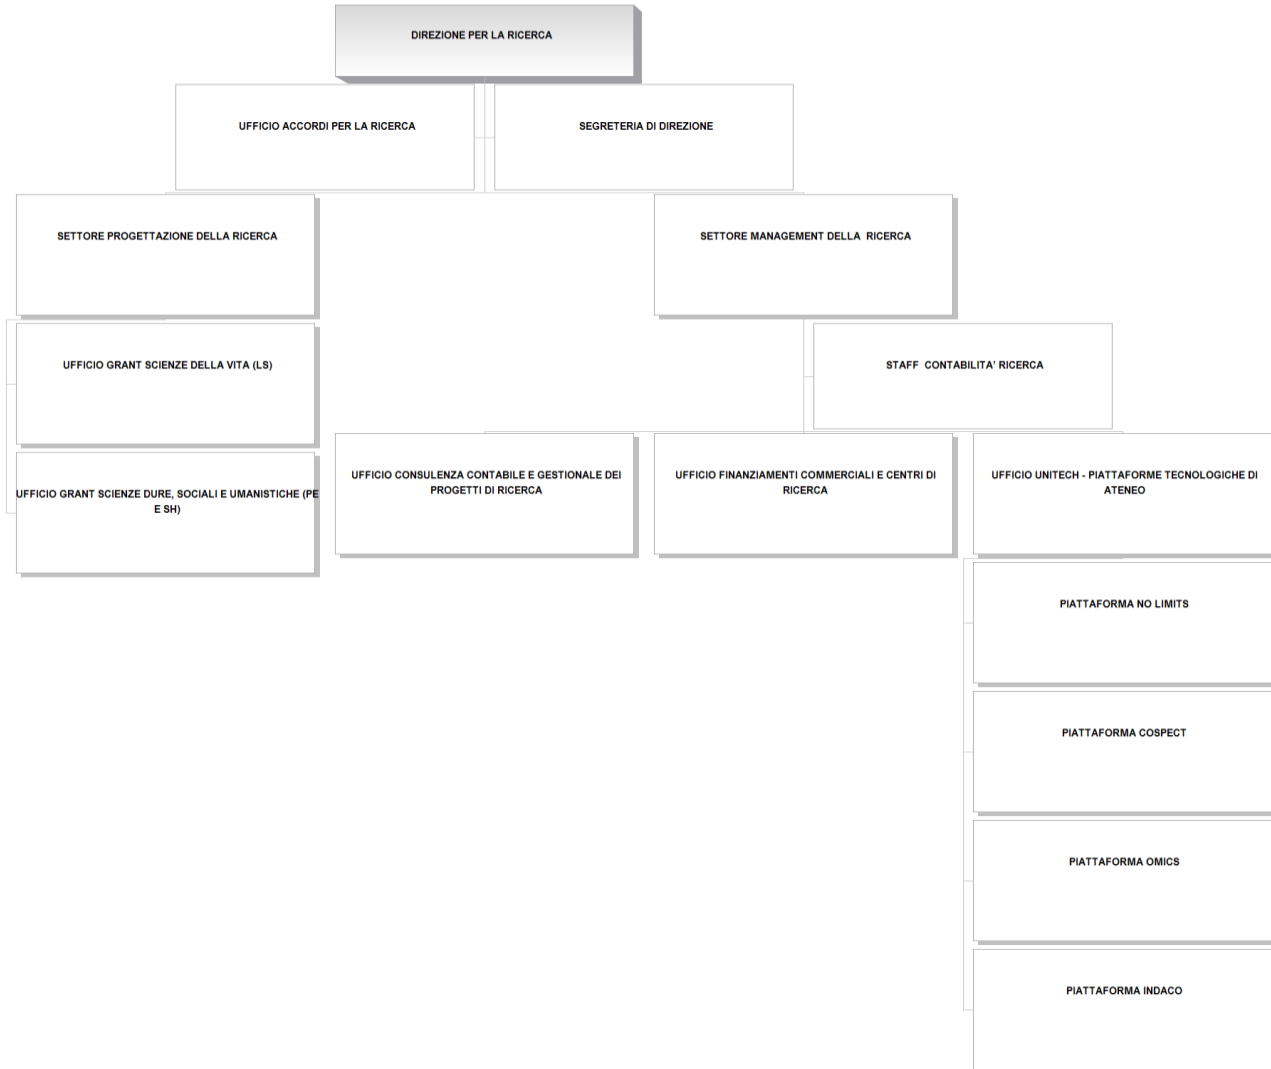 DIREZIONE PER LA RICERCA
UFFICIO ACCORDI PER LA RICERCA
SEGRETERIA DI DIREZIONE
SETTORE PROGETTAZIONE DELLA RICERCA
SETTORE MANAGEMENT DELLA  RICERCA
UFFICIO GRANT SCIENZE DELLA VITA (LS)
STAFF  CONTABILITA' RICERCA
UFFICIO GRANT SCIENZE DURE, SOCIALI E UMANISTICHE (PE
E SH)
UFFICIO CONSULENZA CONTABILE E GESTIONALE DEI
PROGETTI DI RICERCA
UFFICIO FINANZIAMENTI COMMERCIALI E CENTRI DI
RICERCA
UFFICIO UNITECH - PIATTAFORME TECNOLOGICHE DI
ATENEO
PIATTAFORMA NO LIMITS
PIATTAFORMA COSPECT
PIATTAFORMA OMICS
PIATTAFORMA INDACO